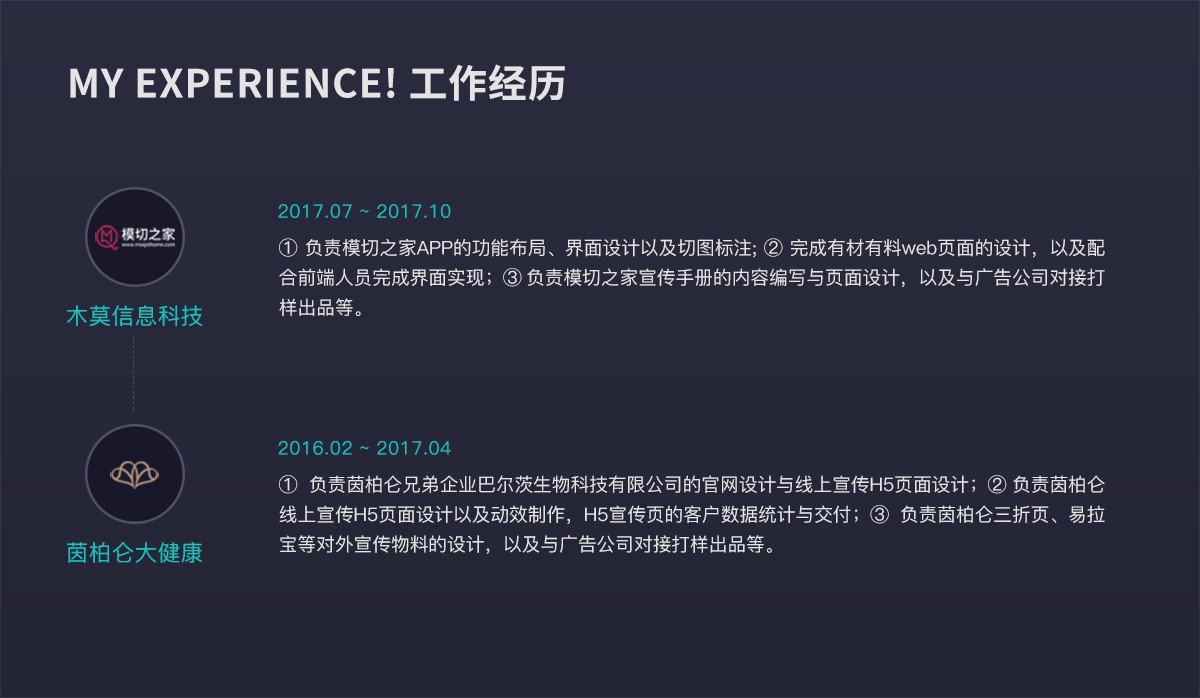 MY EXPERIENCE! 工作经历
模切之家
www.moqiehome.com
木莫信息科技
2017.07 ~ 2017.10
① 负责模切之家APP的功能布局、界面设计以及切图标注; ② 完成有材有料web页面的设计，以及配
合前端人员完成界面实现；③ 负责模切之家宣传手册的内容编写与页面设计，以及与广告公司对接打
样出品等。
茵柏仑大健康
2016.02 ~ 2017.04
① 负责茵柏仑兄弟企业巴尔茨生物科技有限公司的官网设计与线上宣传H5页面设计；② 负责茵柏仑
线上宣传H5页面设计以及动效制作，H5宣传页的客户数据统计与交付；③ 负责茵柏仑三折页、易拉
宝等对外宣传物料的设计，以及与广告公司对接打样出品等。